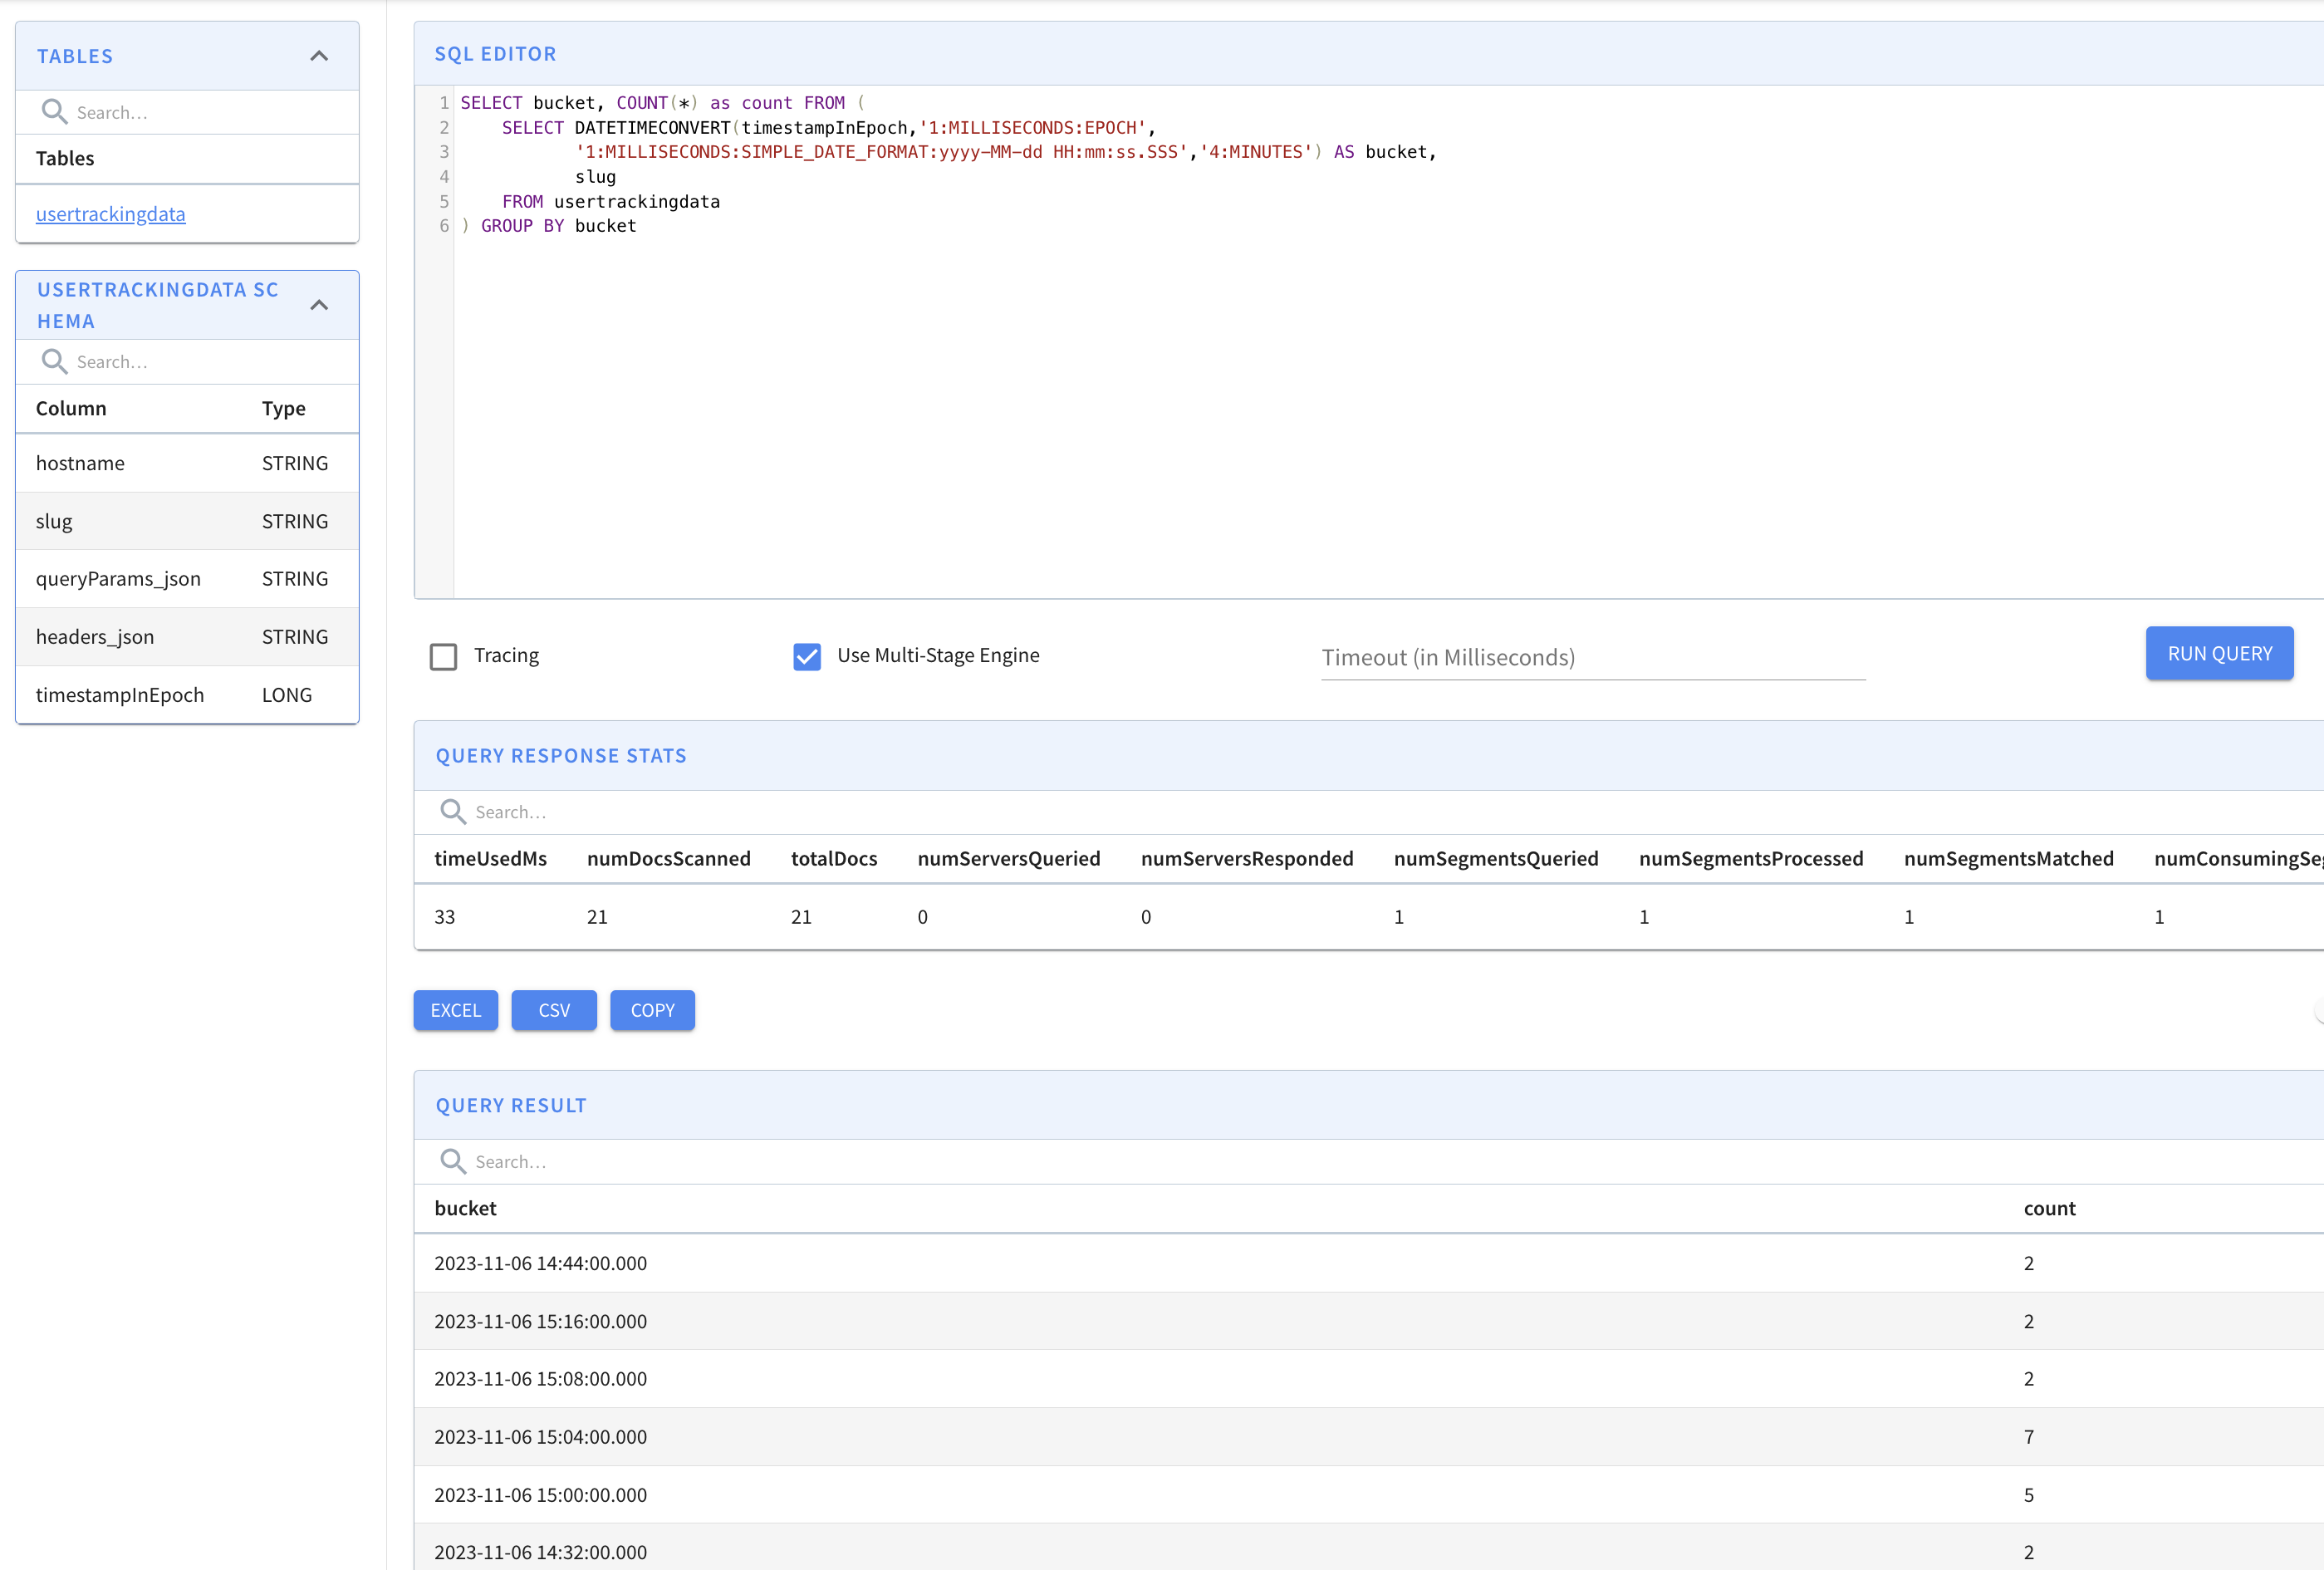 TABLES
Search…
Tables
usertrackingdata
USERTRACKINGDATA SC
HEMA
Search…
Column Type
hostname STRING
slug STRING
queryParams_json STRING
headers_json STRING
timestampInEpoch LONG
SQL EDITOR
1 SELECT bucket, COUNT(*) as count FROM (
2 SELECT DATETIMECONVERT(timestampInEpoch,'1:MILLISECONDS:EPOCH',
3 '1:MILLISECONDS:SIMPLE_DATE_FORMAT:yyyy-MM-dd HH:mm:ss.SSS','4:MINUTES') AS bucket,
4 slug
5 FROM usertrackingdata
6 ) GROUP BY bucket
Tracing Use Multi-Stage Engine Timeout (in Milliseconds) RUN QUERY
QUERY RESPONSE STATS
Search…
timeUsedMs numDocsScanned totalDocs numServersQueried numServersResponded numSegmentsQueried numSegmentsProcessed numSegmentsMatched numConsumingSeg
33 21 21 0 0 1 1 1 1
EXCEL CSV COPY
QUERY RESULT
Search…
bucket count
2023-11-06 14:44:00.000 2
2023-11-06 15:16:00.000 2
2023-11-06 15:08:00.000 2
2023-11-06 15:04:00.000 7
2023-11-06 15:00:00.000 5
2023-11-06 14:32:00.000 2